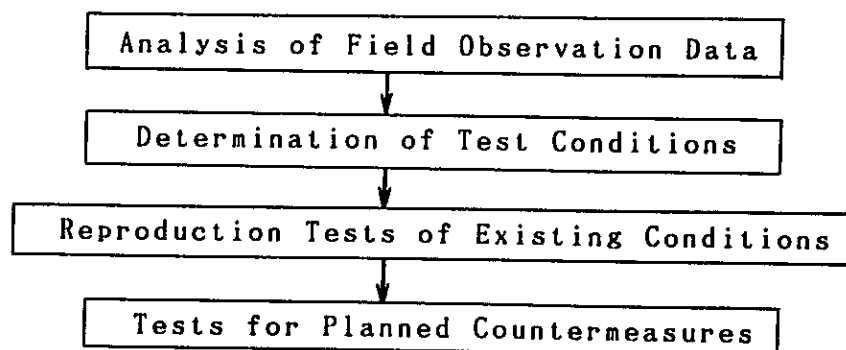 Analysis of Field Observation Data
Determination of Test Conditions
Reproduction Tests of Existing Conditions
Tests for Planned Countermeasures